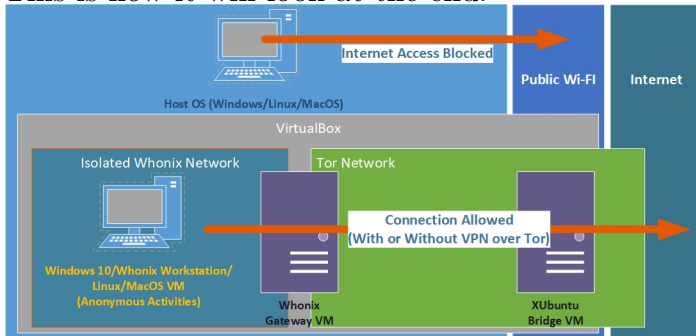 This is how it will look at the end:
Internet Access Blocked
Public Wi-FI
Internet
Host OS (Windows/Linux/MacOS)
VirtualBox
Isolated Whonix Network
Tor Network
Connection Allowed
(With or Without VPN over Tor)
Windows 10/Whonix Workstation/
Linux/MacOS VM
(Anonymous Activities)
Whonix
Gateway VM
XUbuntu
Bridge VM